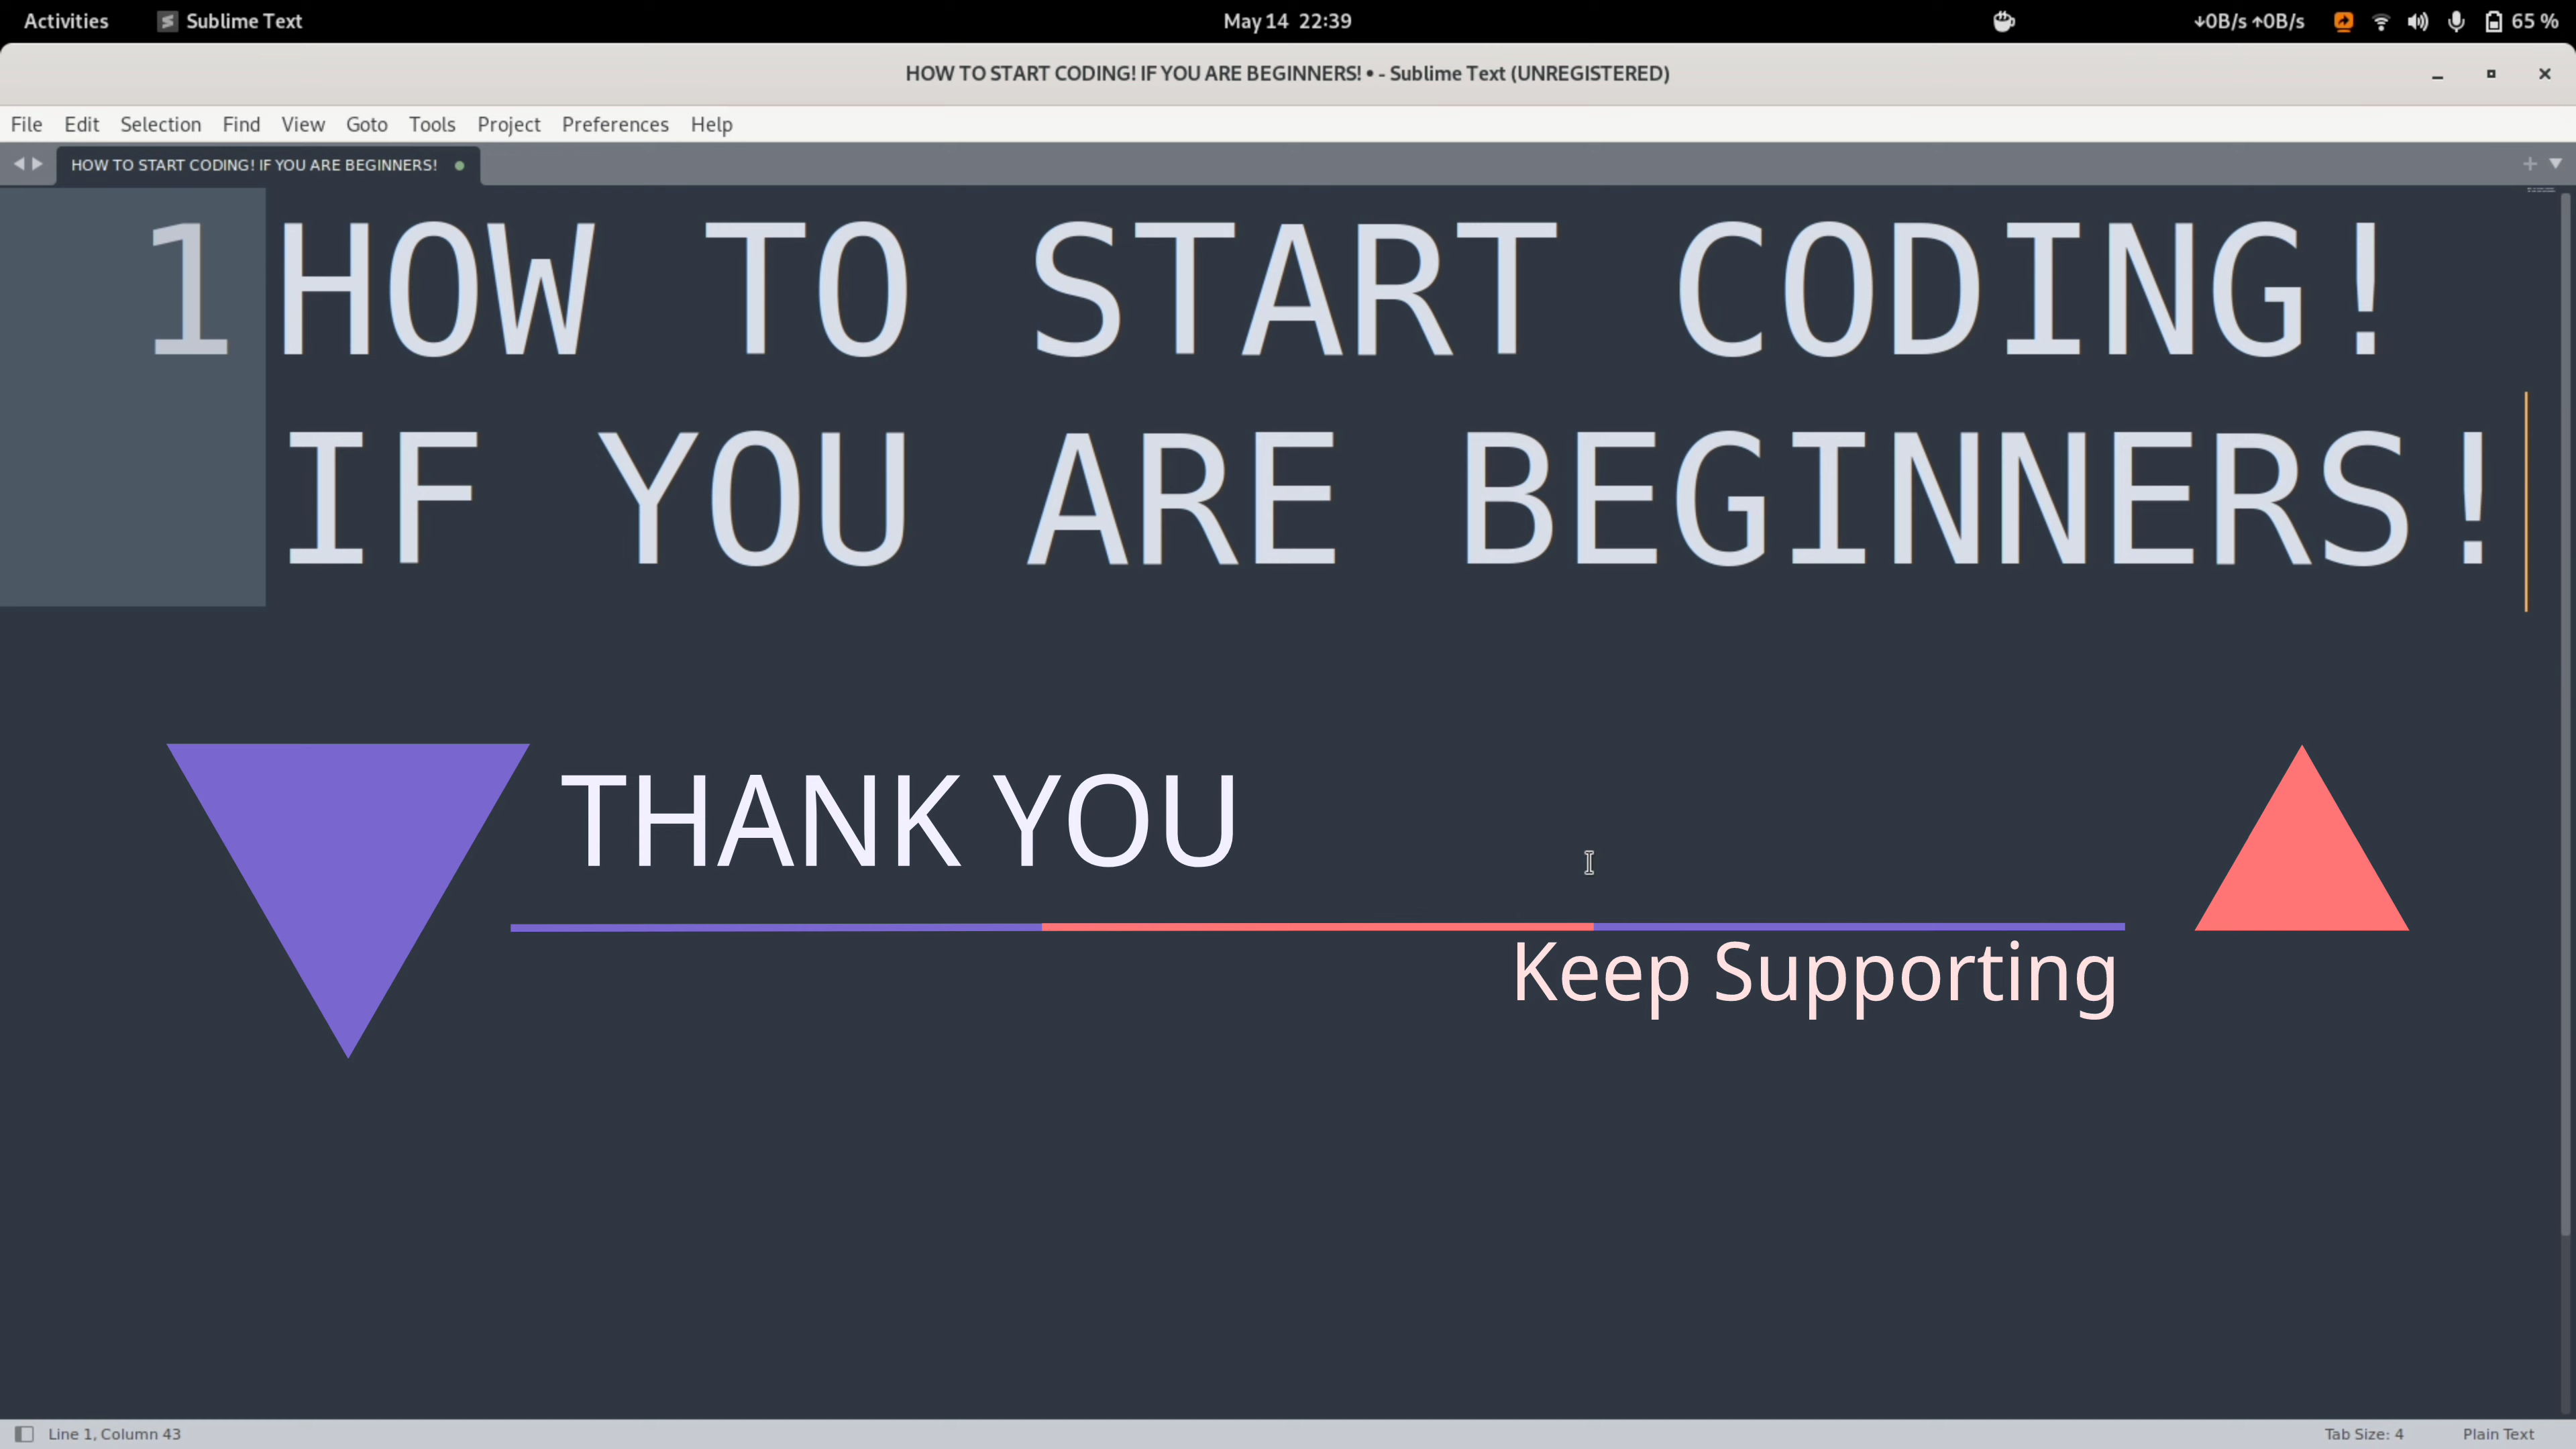 Activities Sublime Text May 14 22:39 ↓0B/s ↑0B/s 65 %
HOW TO START CODING! IF YOU ARE BEGINNERS! • - Sublime Text (UNREGISTERED)
File Edit Selection Find View Goto Tools Project Preferences Help
HOW TO START CODING! IF YOU ARE BEGINNERS!
1 HOW TO START CODING!
IF YOU ARE BEGINNERS!
THANK YOU
Keep Supporting
Line 1, Column 43 Tab Size: 4 Plain Text